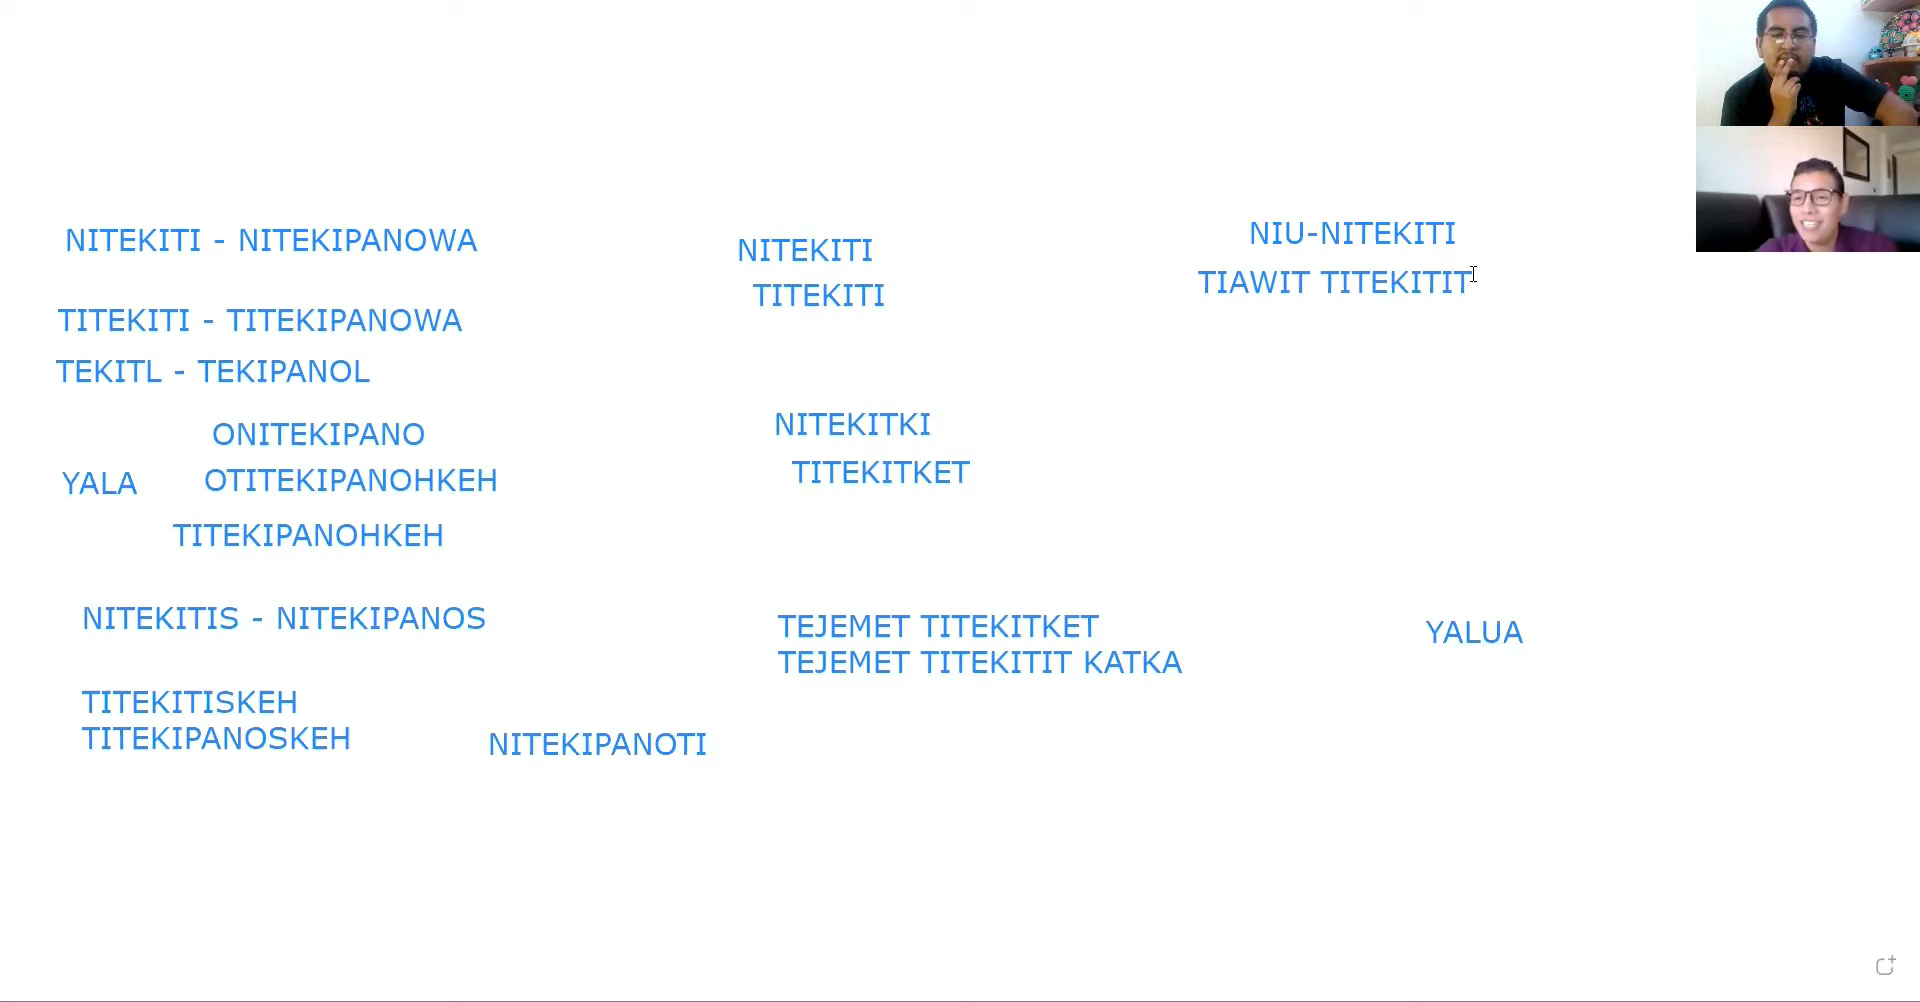 NITEKITI - NITEKIPANOWA
TITEKITI - TITEKIPANOWA
TEKITL - TEKIPANOL
ONITEKIPANO
YALA
OTITEKIPANOHKEH
TITEKIPANOHKEH
NITEKITIS - NITEKIPANOS
TITEKITISKEH
TITEKIPANOSKEH
NITEKIPANOTI
NITEKITI
TITEKITI
NITEKITKI
TITEKITKET
TEJEMET TITEKITKET
TEJEMET TITEKITIT KATKA
NIU-NITEKITI
TIAWIT TITEKITIT
YALUA